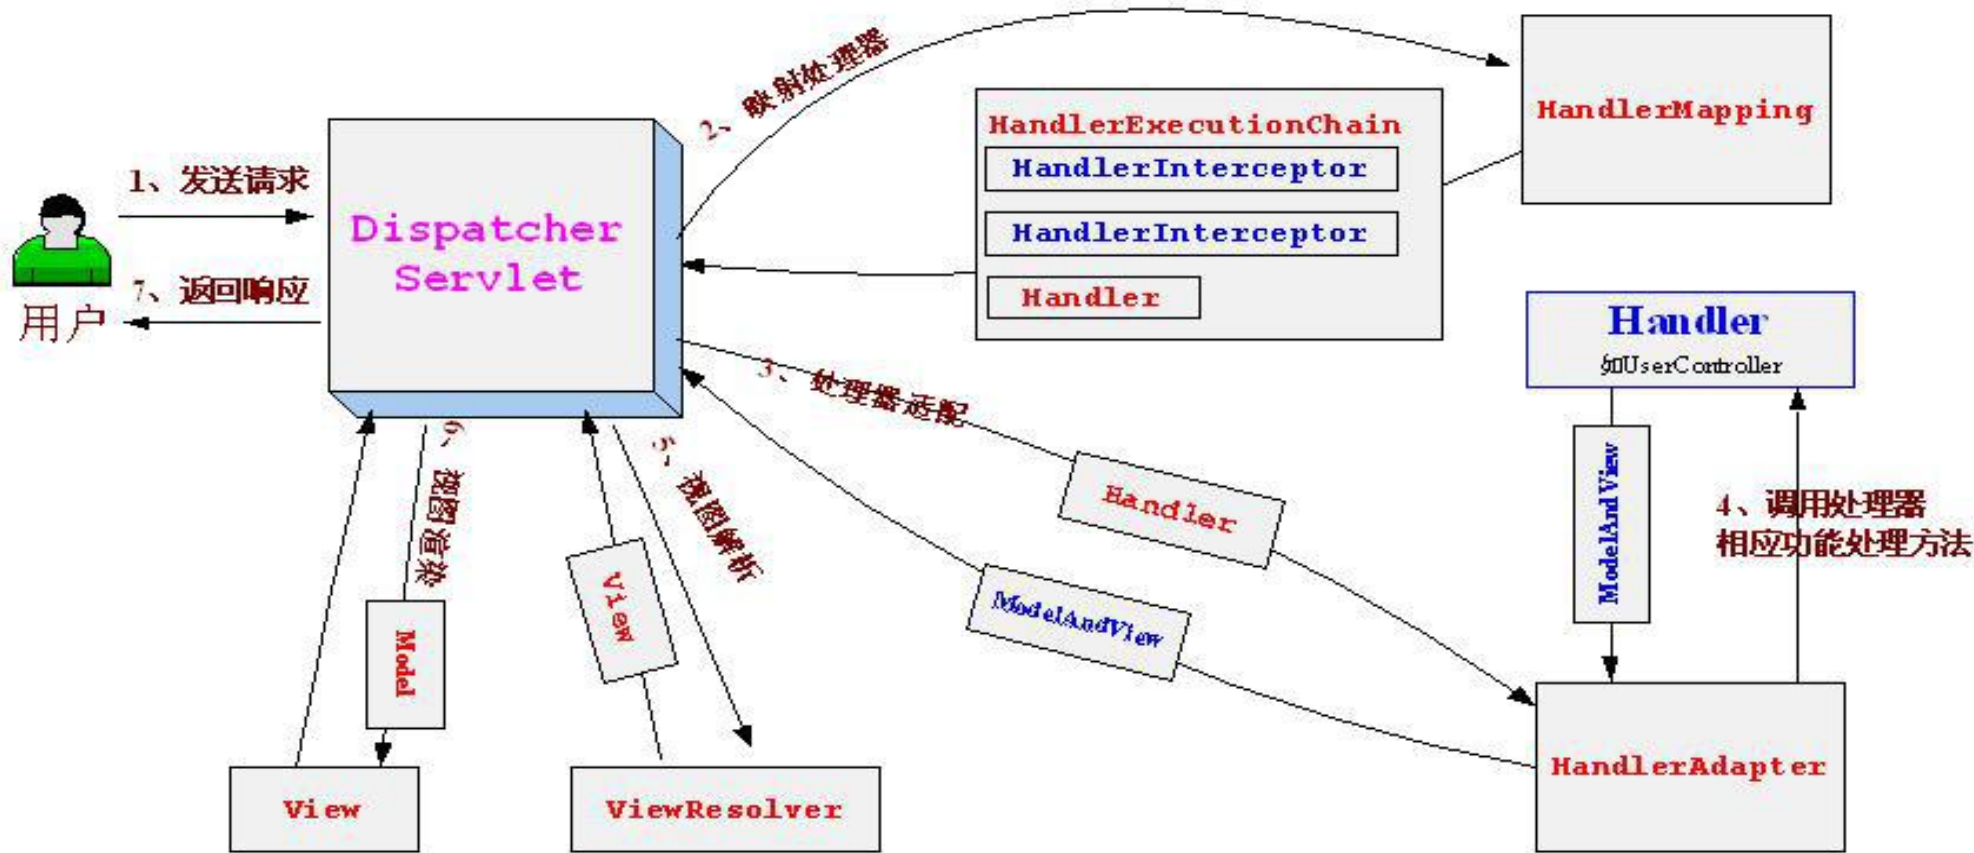 2、映射处理器
HandlerMapping
HandlerExecutionChain
HandlerInterceptor
HandlerInterceptor
Handler
1、发送请求
Dispatcher
Servlet
7、返回响应
用户
Handler
如UserController
3、处理器适配
Handler
ModelAndView
ModelAndView
4、调用处理器
相应功能处理方法
6、视图渲染
5、视图解析
View
Model
View
ViewResolver
HandlerAdapter